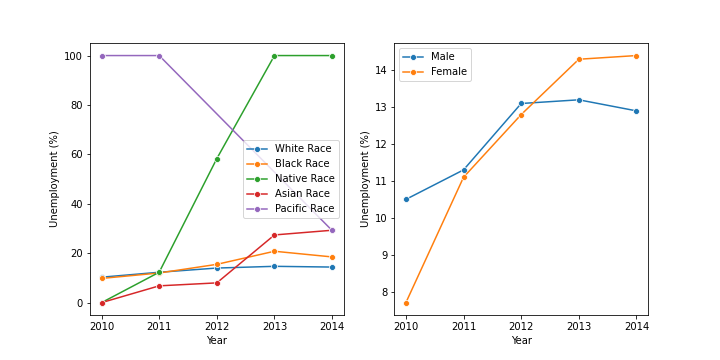 100
80
60
40
20
0
Unemployment (%)
2010 2011 2012 2013 2014
Year
White Race
Black Race
Native Race
Asian Race
Pacific Race
14
13
12
11
10
9
8
Unemployment (%)
2010 2011 2012 2013 2014
Year
Male
Female